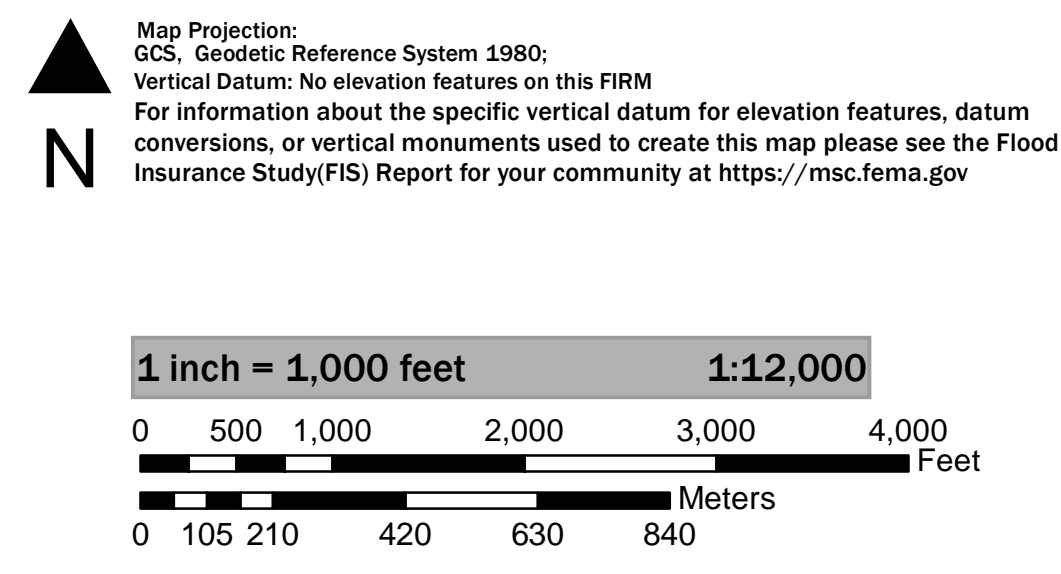 Map Projection:
GCS,  Geodetic Reference System 1980;
Vertical Datum: No elevation features on this FIRM
For information about the specific vertical datum for elevation features, datum
conversions, or vertical monuments used to create this map please see the Flood
Insurance Study(FIS) Report for your community at https://msc.fema.gov
N
1 inch = 1,000 feet 1:12,000
0 500 1,000 2,000 3,000 4,000
Feet
Meters
0 105 210 420 630 840